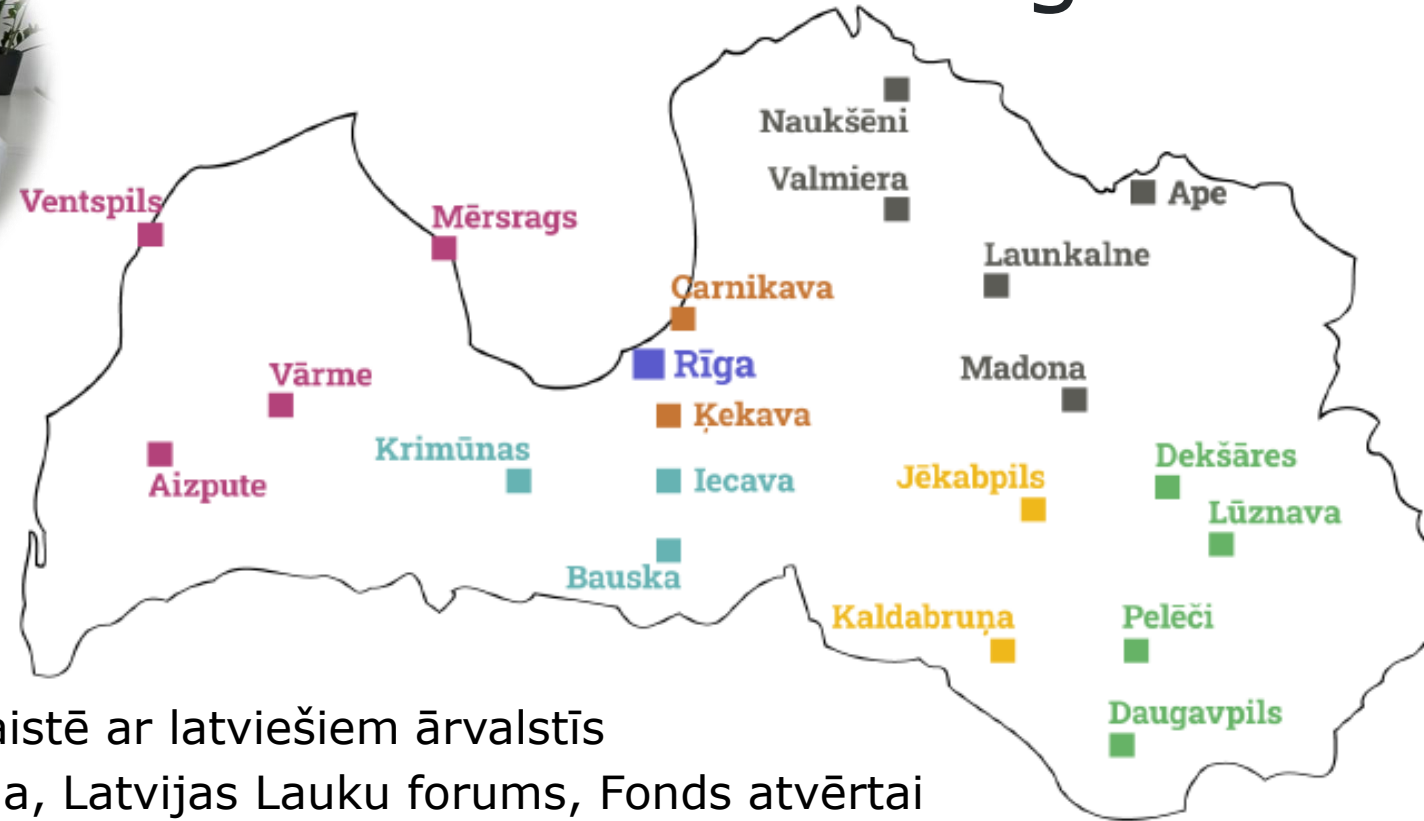 Naukšēni
Valmiera
Ape
Ventspils
Mērsrags
Launkalne
Carnikava
Rīga
Madona
Vārme
Ķekava
Krimūnas
Iecava
Jēkabpils
Dekšāres
Aizpute
Lūznava
Bauska
Kaldabruņa
Pelēči
Daugavpils
ar latviešiem ārvalstīs
Latvijas Lauku forums, Fonds atvērtai